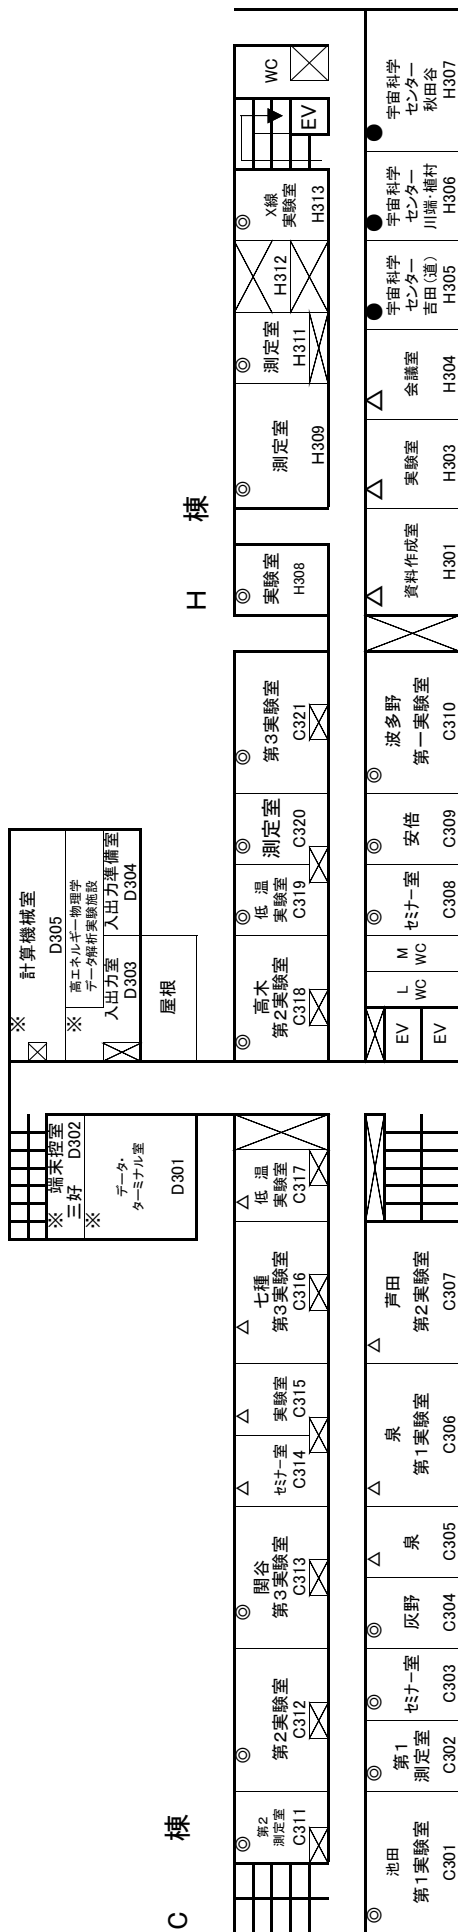 計算機械室
D305
※
高エネルギー物理学
データ解析実験施設
※
入出力室
D303
入出力準備室
D304
屋根
端末控室
三好
D302
※
データ・
ターミナル室
D301
※
C 棟
第2
測定室
C311
◎
第2実験室
C312
◎
関谷
第3実験室
C313
◎
セミナー室
C314
△
実験室
C315
△
七種
第3実験室
C316
△
低温
実験室
C317
△
高木
第2実験室
C318
◎
低温
実験室
C319
◎
測定室
C320
◎
第3実験室
C321
◎
H 棟
実験室
H308
◎
測定室
H309
◎
測定室
H311
◎
H312
X線
実験室
H313
◎
EV
WC
池田
第1実験室
C301
◎
第1
測定室
C302
◎
セミナー室
C303
◎
灰野
C304
◎
泉
C305
△
泉
第1実験室
C306
△
芦田
第2実験室
C307
△
EV
EV
L
WC
M
WC
セミナー室
C308
◎
安倍
C309
◎
波多野
第一実験室
C310
◎
資料作成室
H301
△
実験室
H303
△
会議室
H304
△
宇宙科学
センター
吉田(道)
H305
●
宇宙科学
センター
川端・植村
H306
●
宇宙科学
センター
秋田谷
H307
●